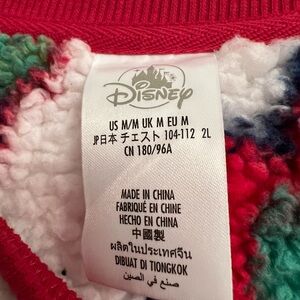 Disney
US M/M UK M EU M
JP日本 チェスト 104-112 2L
CN 180/96A
MADE IN CHINA
FABRIQUÉ EN CHINE
HECHO EN CHINA
中國製
ผลิตในประเทศจีน
DIBUAT DI TIONGKOK
صنع في الصين